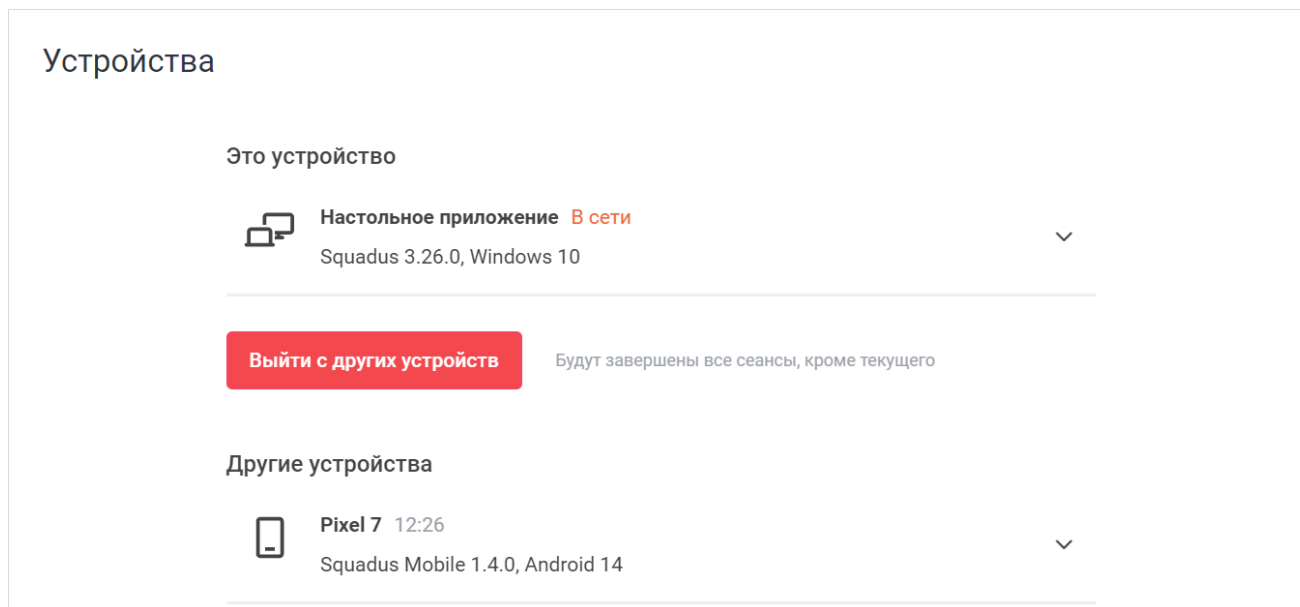 Устройства
Это устройство
Настольное приложение В сети
Squadus 3.26.0, Windows 10
Выйти с других устройств Будут завершены все сеансы, кроме текущего
Другие устройства
Pixel 7 12:26
Squadus Mobile 1.4.0, Android 14